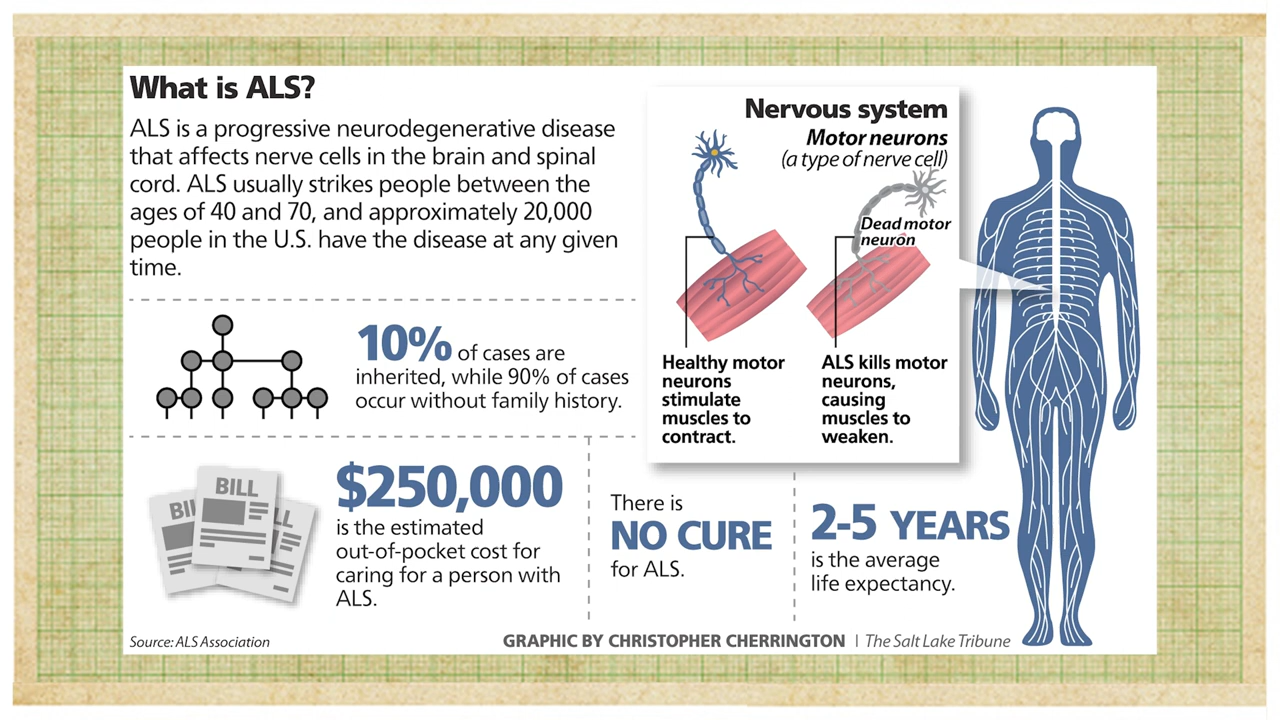 What is ALS?
ALS is a progressive neurodegenerative disease
that affects nerve cells in the brain and spinal
cord. ALS usually strikes people between the
ages of 40 and 70, and approximately 20,000
people in the U.S. have the disease at any given
time.
10% of cases are
inherited, while 90% of cases
occur without family history.
BILL
BI
LL
$250,000
is the estimated
out-of-pocket cost for
caring for a person with
ALS.
Nervous system
Motor neurons
(a type of nerve cell)
Dead motor
neuron
Healthy motor
neurons
stimulate
muscles to
contract.
ALS kills motor
neurons,
causing
muscles to
weaken.
There is
NO CURE
for ALS.
2-5 YEARS
is the average
life expectancy.
Source: ALS Association
GRAPHIC BY CHRISTOPHER CHERRINGTON | The Salt Lake Tribune